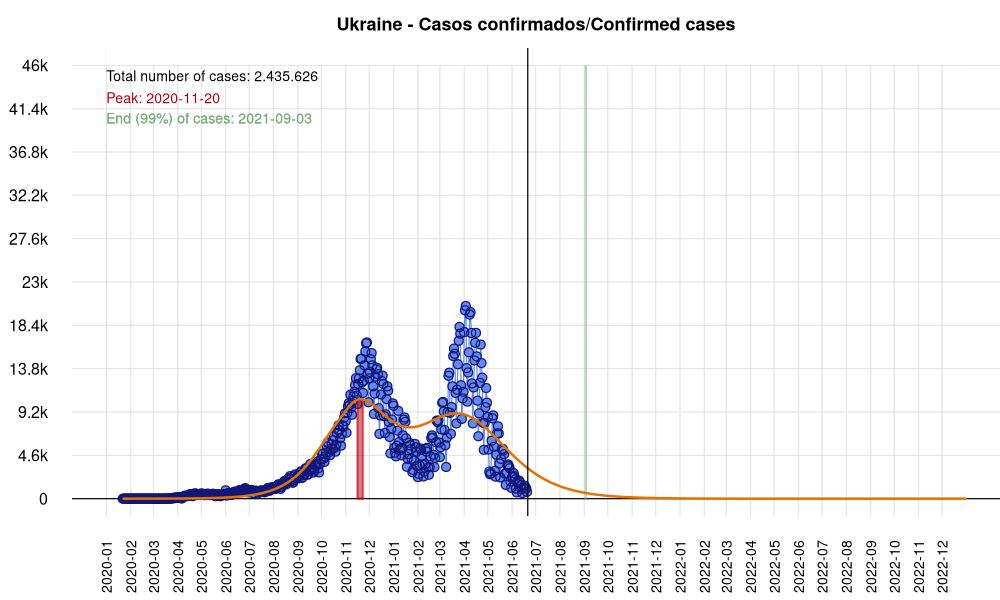 Ukraine - Casos confirmados/Confirmed cases
Total number of cases: 2.435.626
Peak: 2020-11-20
End (99%) of cases: 2021-09-03
46k
41.4k
36.8k
32.2k
27.6k
23k
18.4k
13.8k
9.2k
4.6k
0
2020-01
2020-02
2020-03
2020-04
2020-05
2020-06
2020-07
2020-08
2020-09
2020-10
2020-11
2020-12
2021-01
2021-02
2021-03
2021-04
2021-05
2021-06
2021-07
2021-08
2021-09
2021-10
2021-11
2021-12
2022-01
2022-02
2022-03
2022-04
2022-05
2022-06
2022-07
2022-08
2022-09
2022-10
2022-11
2022-12